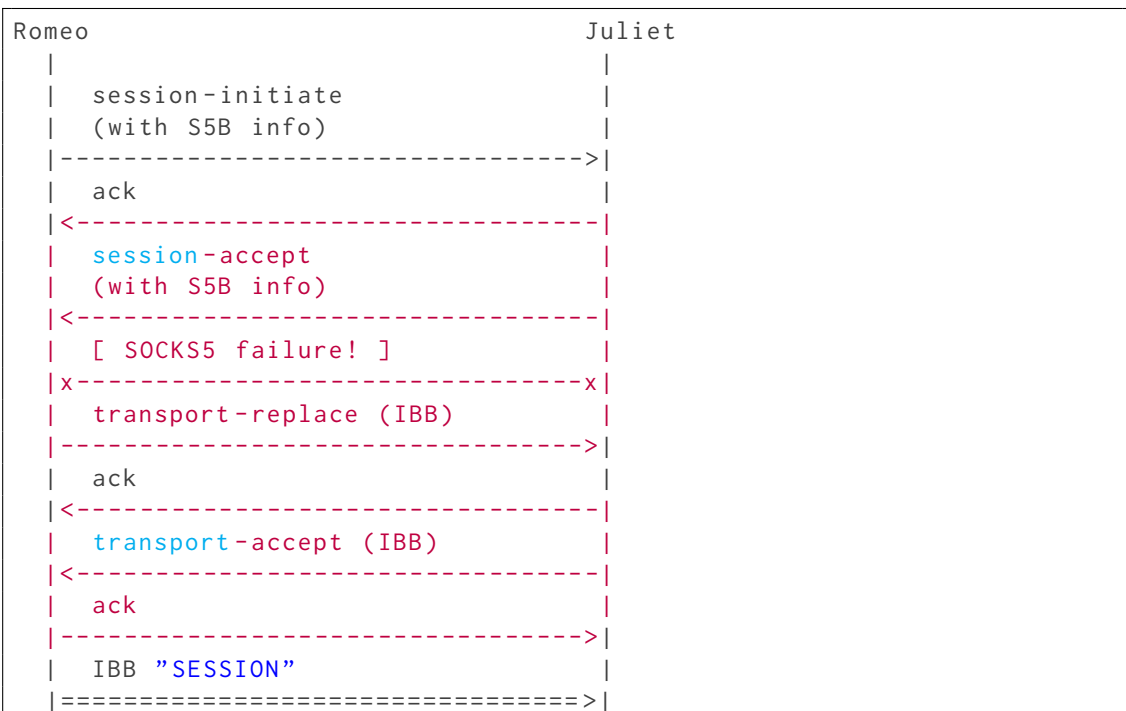 Romeo                               Juliet
  |                                  |
  |  session-initiate                |
  |  (with S5B info)                 |
  |--------------------------------->|
  |  ack                             |
  |<---------------------------------|
  |  session-accept                  |
  |  (with S5B info)                 |
  |<---------------------------------|
  |  [ SOCKS5 failure! ]             |
  |x--------------------------------x|
  |  transport-replace (IBB)         |
  |--------------------------------->|
  |  ack                             |
  |<---------------------------------|
  |  transport-accept (IBB)          |
  |<---------------------------------|
  |  ack                             |
  |--------------------------------->|
  |  IBB ”SESSION”                   |
  |=================================>|